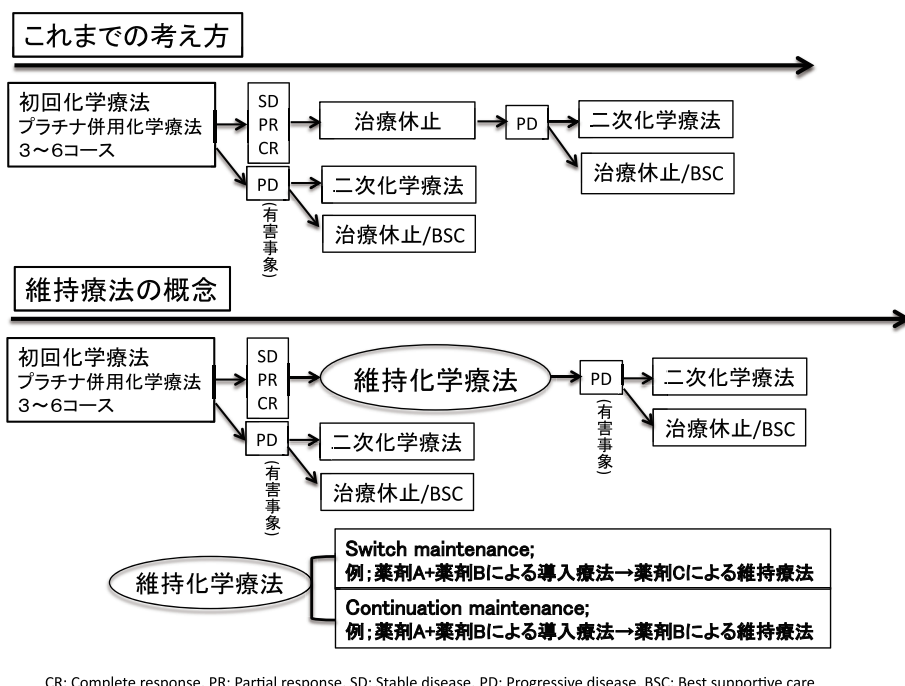 これまでの考え方
初回化学療法
プラチナ併用化学療法
3〜6コース
SD
PR
CR
治療休止
PD
二次化学療法
治療休止/BSC
PD
(有害事象)
二次化学療法
治療休止/BSC
維持療法の概念
初回化学療法
プラチナ併用化学療法
3〜6コース
SD
PR
CR
維持化学療法
PD
(有害事象)
二次化学療法
治療休止/BSC
PD
(有害事象)
二次化学療法
治療休止/BSC
維持化学療法
Switch maintenance;
例;薬剤A+薬剤Bによる導入療法→薬剤Cによる維持療法
Continuation maintenance;
例;薬剤A+薬剤Bによる導入療法→薬剤Bによる維持療法
CR: Complete response, PR: Partial response, SD: Stable disease, PD: Progressive disease, BSC: Best supportive care